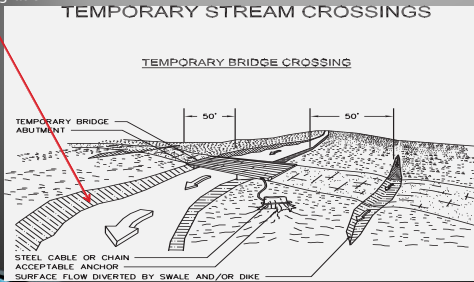 TEMPORARY STREAM CROSSINGS
TEMPORARY BRIDGE CROSSING
50' 50'
TEMPORARY BRIDGE
ABUTMENT
STEEL CABLE OR CHAIN
ACCEPTABLE ANCHOR
SURFACE FLOW DIVERTED BY SWALE AND/OR DIKE